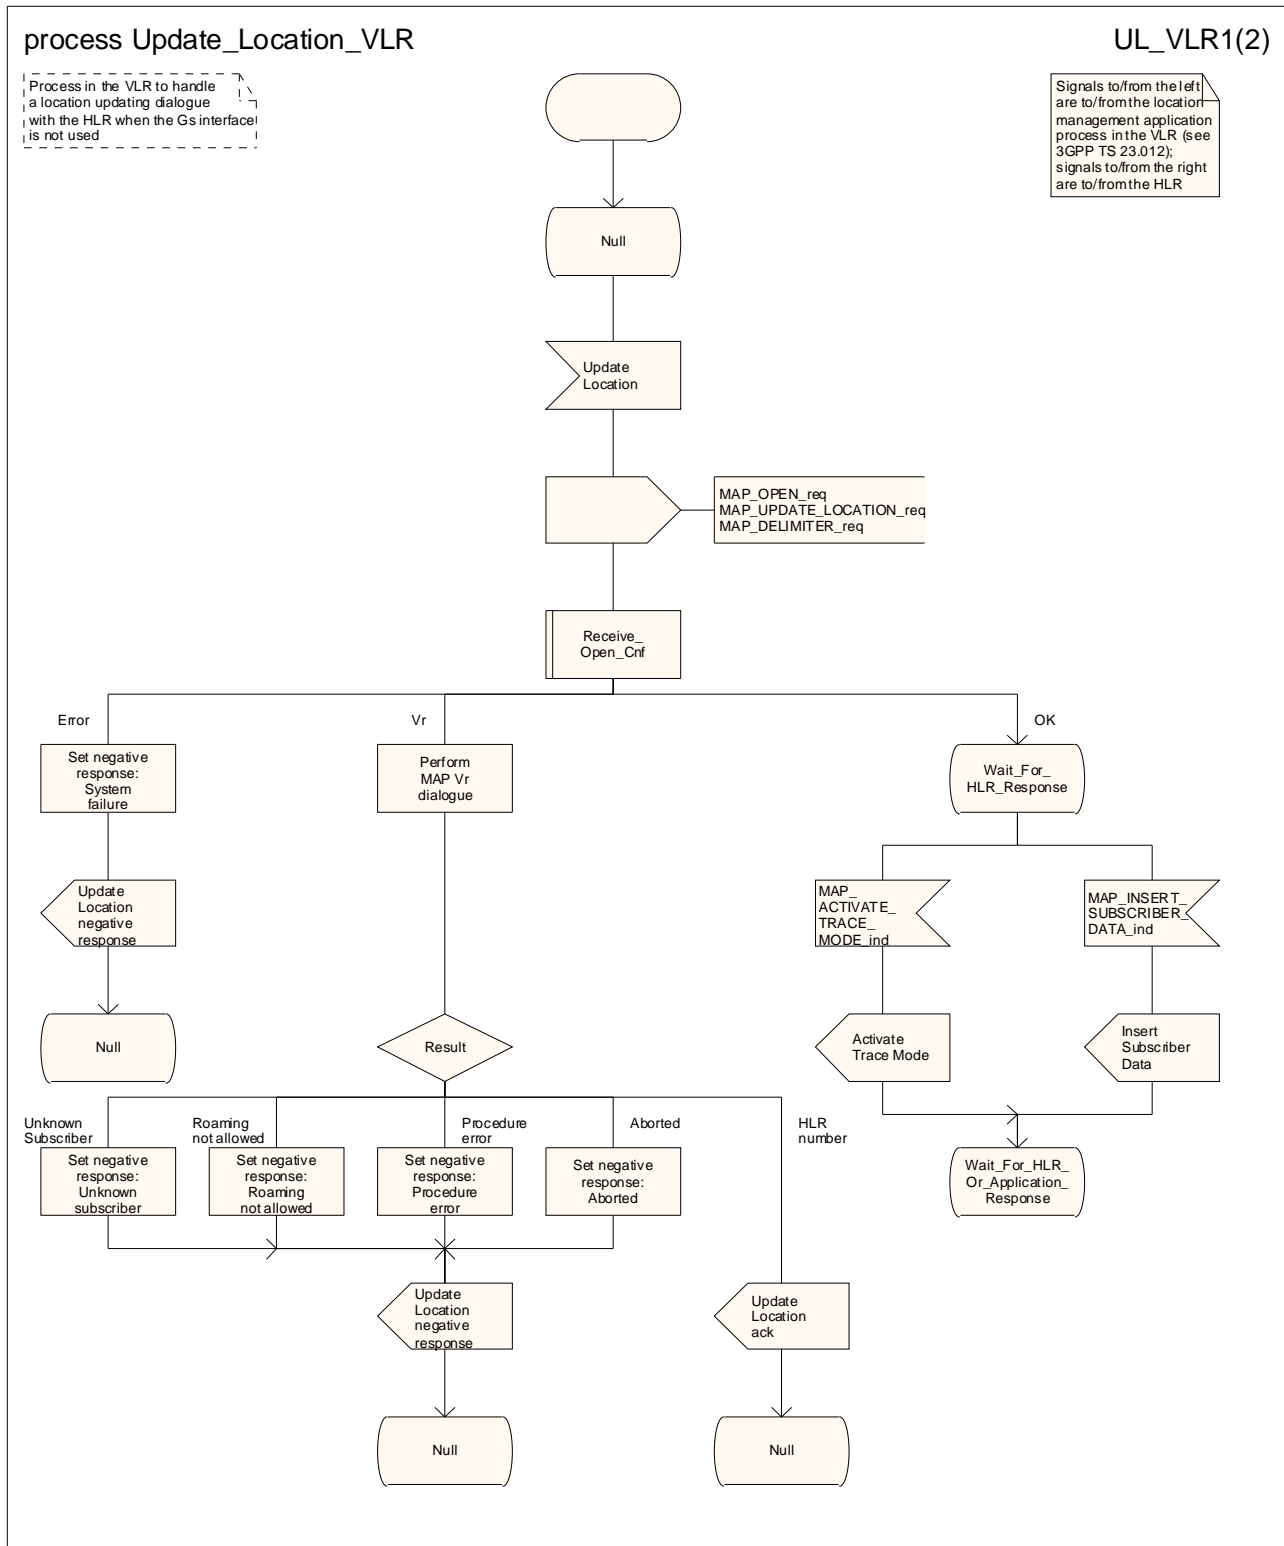 process Update_Location_VLR
UL_VLR1(2)
Process in the VLR to handle
a location updating dialogue
with the HLR when the Gs interface
is not used
Signals to/from the left
are to/from the location
management application
process in the VLR (see
3GPP TS 23.012);
signals to/from the right
are to/from the HLR
Null
Update
Location
MAP_OPEN_req
MAP_UPDATE_LOCATION_req
MAP_DELIMITER_req
Receive_
Open_Cnf
Error
Vr
OK
Set negative
response:
System
failure
Perform
MAP Vr
dialogue
Wait_For_
HLR_Response
Update
Location
negative
response
MAP_
ACTIVATE_
TRACE_
MODE_ind
MAP_INSERT_
SUBSCRIBER_
DATA_ind
Null
Result
Activate
Trace Mode
Insert
Subscriber
Data
Unknown
Subscriber
Roaming
not allowed
Procedure
error
Aborted
HLR
number
Set negative
response:
Unknown
subscriber
Set negative
response:
Roaming
not allowed
Set negative
response:
Procedure
error
Set negative
response:
Aborted
Wait_For_HLR_
Or_Application_
Response
Update
Location
negative
response
Update
Location
ack
Null
Null